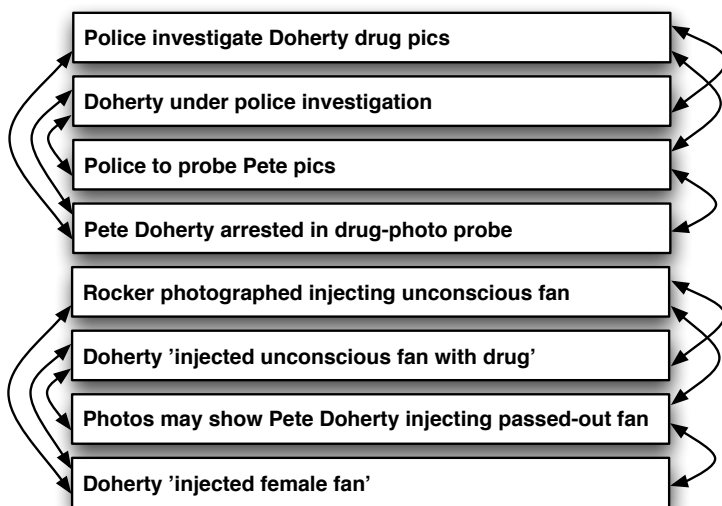 Police investigate Doherty drug pics
Doherty under police investigation
Police to probe Pete pics
Pete Doherty arrested in drug-photo probe
Rocker photographed injecting unconscious fan
Doherty ’injected unconscious fan with drug’
Photos may show Pete Doherty injecting passed-out fan
Doherty ’injected female fan’